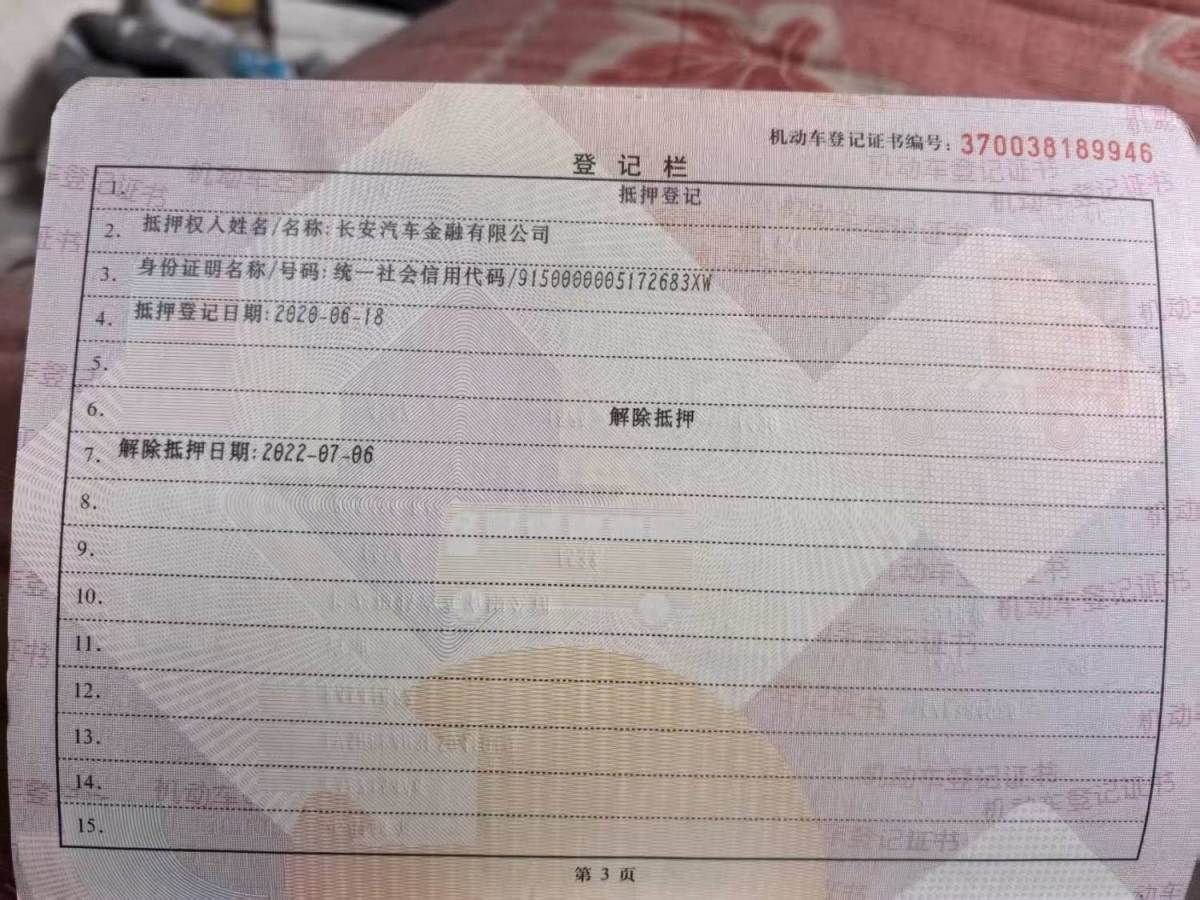 机动车登记证书编号：370038189946
登记栏
1. 抵押登记
2. 抵押权人姓名/名称:长安汽车金融有限公司
3. 身份证明名称/号码:统一社会信用代码/9150000005172683XW
4. 抵押登记日期:2020-06-18
5.
6. 解除抵押
7. 解除抵押日期:2022-07-06
8.
9.
10.
11.
12.
13.
14.
15.
第 3 页